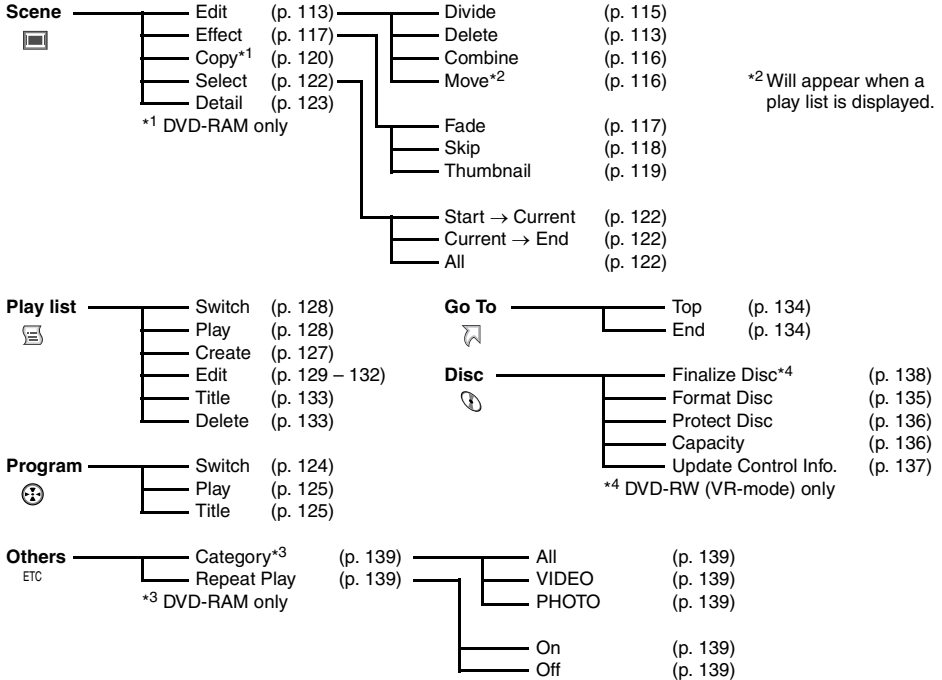 Scene
Edit (p. 113)
Effect (p. 117)
Copy*1 (p. 120)
Select (p. 122)
Detail (p. 123)
*1 DVD-RAM only
Divide (p. 115)
Delete (p. 113)
Combine (p. 116)
Move*2 (p. 116)
*2 Will appear when a
play list is displayed.
Fade (p. 117)
Skip (p. 118)
Thumbnail (p. 119)
Start → Current (p. 122)
Current → End (p. 122)
All (p. 122)
Play list
Switch (p. 128)
Play (p. 128)
Create (p. 127)
Edit (p. 129 – 132)
Title (p. 133)
Delete (p. 133)
Go To
Top (p. 134)
End (p. 134)
Disc
Finalize Disc*4 (p. 138)
Format Disc (p. 135)
Protect Disc (p. 136)
Capacity (p. 136)
Update Control Info. (p. 137)
*4 DVD-RW (VR-mode) only
Program
Switch (p. 124)
Play (p. 125)
Title (p. 125)
Others
ETC
Category*3 (p. 139)
Repeat Play (p. 139)
*3 DVD-RAM only
All (p. 139)
VIDEO (p. 139)
PHOTO (p. 139)
On (p. 139)
Off (p. 139)